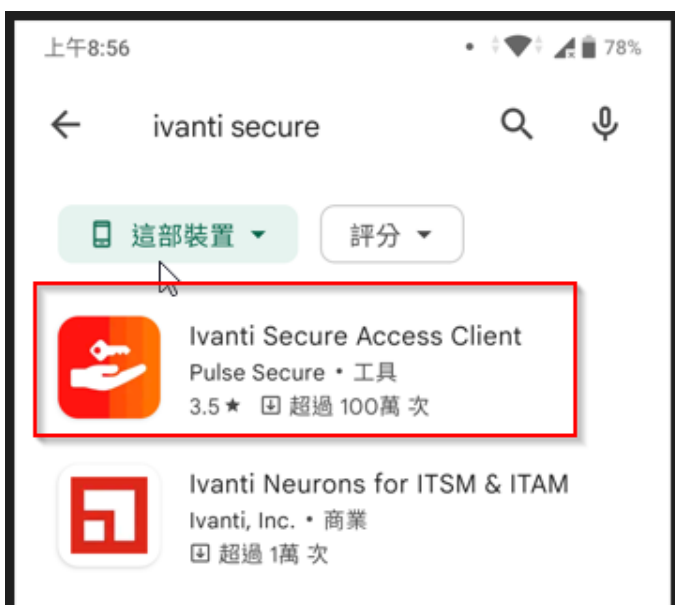 上午8:56 78%
ivanti secure
這部裝置 評分
Ivanti Secure Access Client
Pulse Secure • 工具
3.5★ 超過 100萬 次
Ivanti Neurons for ITSM & ITAM
Ivanti, Inc. • 商業
超過 1萬 次